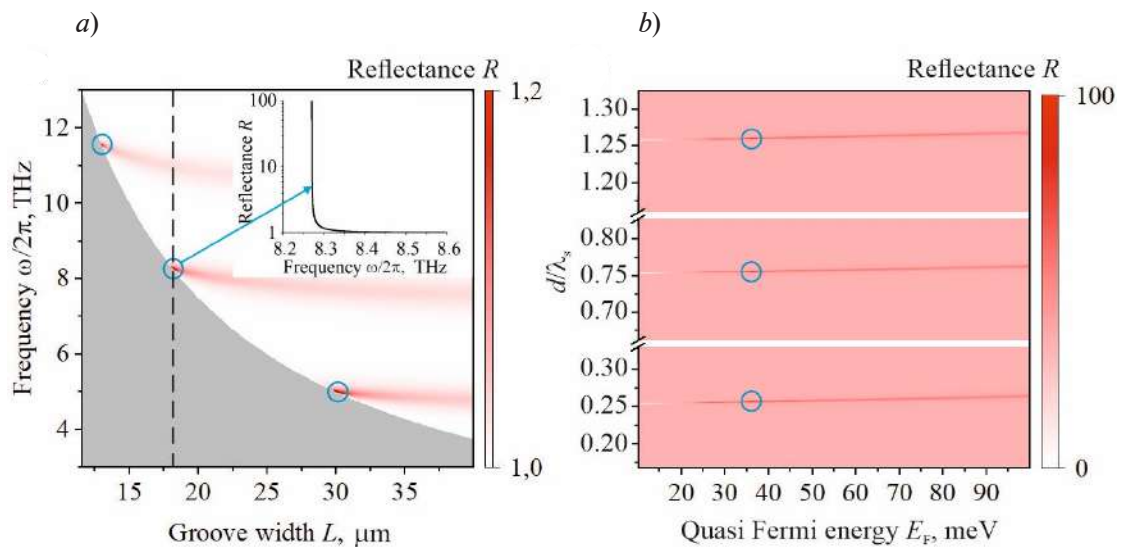 a)
Reflectance R
1,2
1,0
Frequency ω/2π, THz
12
10
8
6
4
15 20 25 30 35
Groove width L, μm
Reflectance R
100
10
1
8.2 8.3 8.4 8.5 8.6
Frequency ω/2π, THz
b)
Reflectance R
100
0
d/λs
1.30
1.25
1.20
0.80
0.75
0.70
0.30
0.25
0.20
20 30 40 50 60 70 80 90
Quasi Fermi energy EF, meV